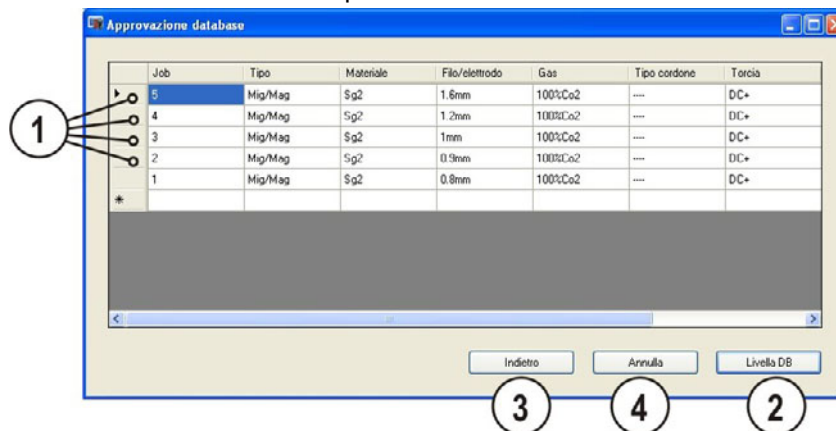 Approvazione database
Job Tipo Materiale Filo/elettrodo Gas Tipo cordone Torcia
5 Mig/Mag Sg2 1.6mm 100%Co2 ---- DC+
4 Mig/Mag Sg2 1.2mm 100%Co2 ---- DC+
3 Mig/Mag Sg2 1mm 100%Co2 ---- DC+
2 Mig/Mag Sg2 0.9mm 100%Co2 ---- DC+
1 Mig/Mag Sg2 0.8mm 100%Co2 ---- DC+
*
1
Indietro Annulla Livella DB
3 4 2